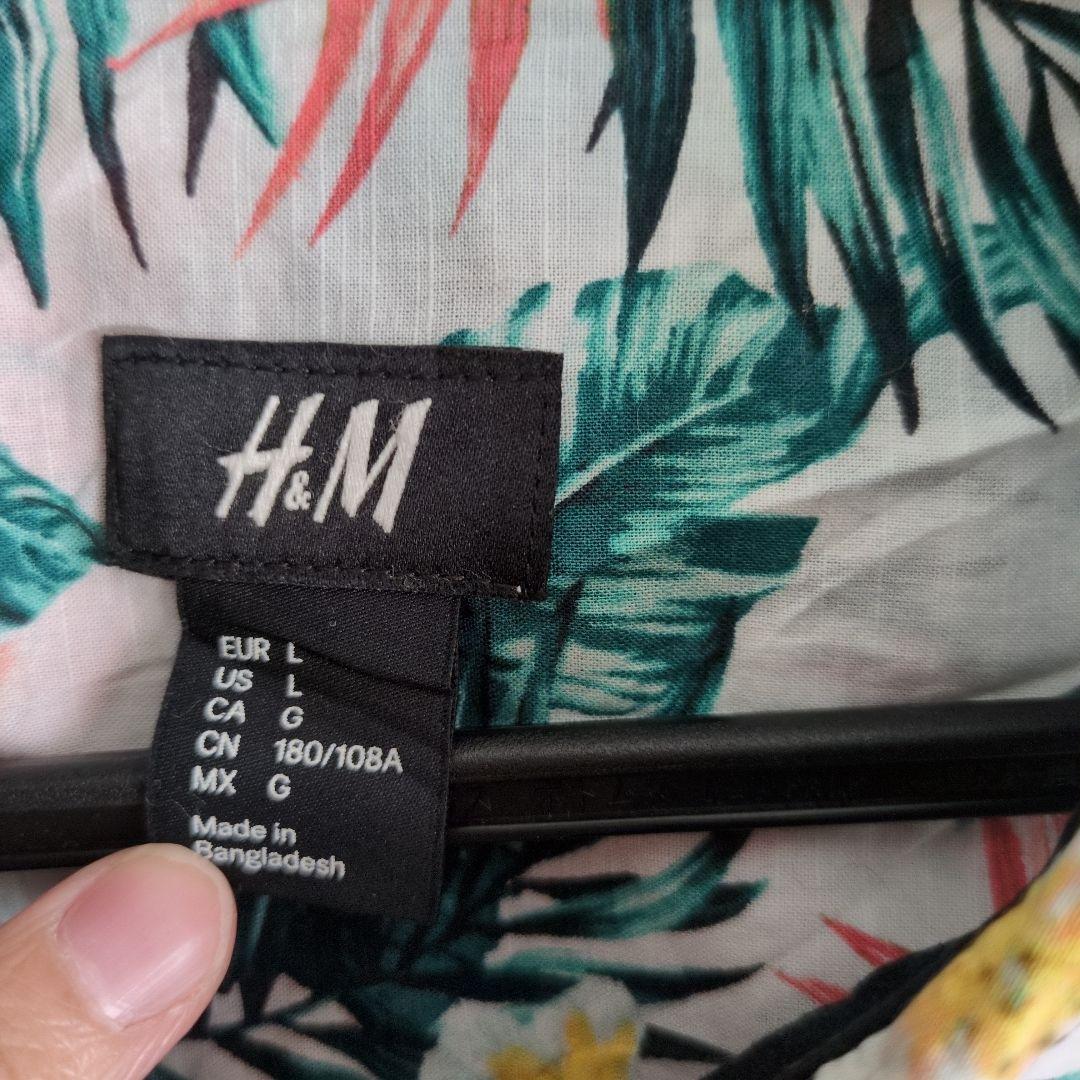 H&M
EUR L
US L
CA G
CN 180/108A
MX G
Made in
Bangladesh